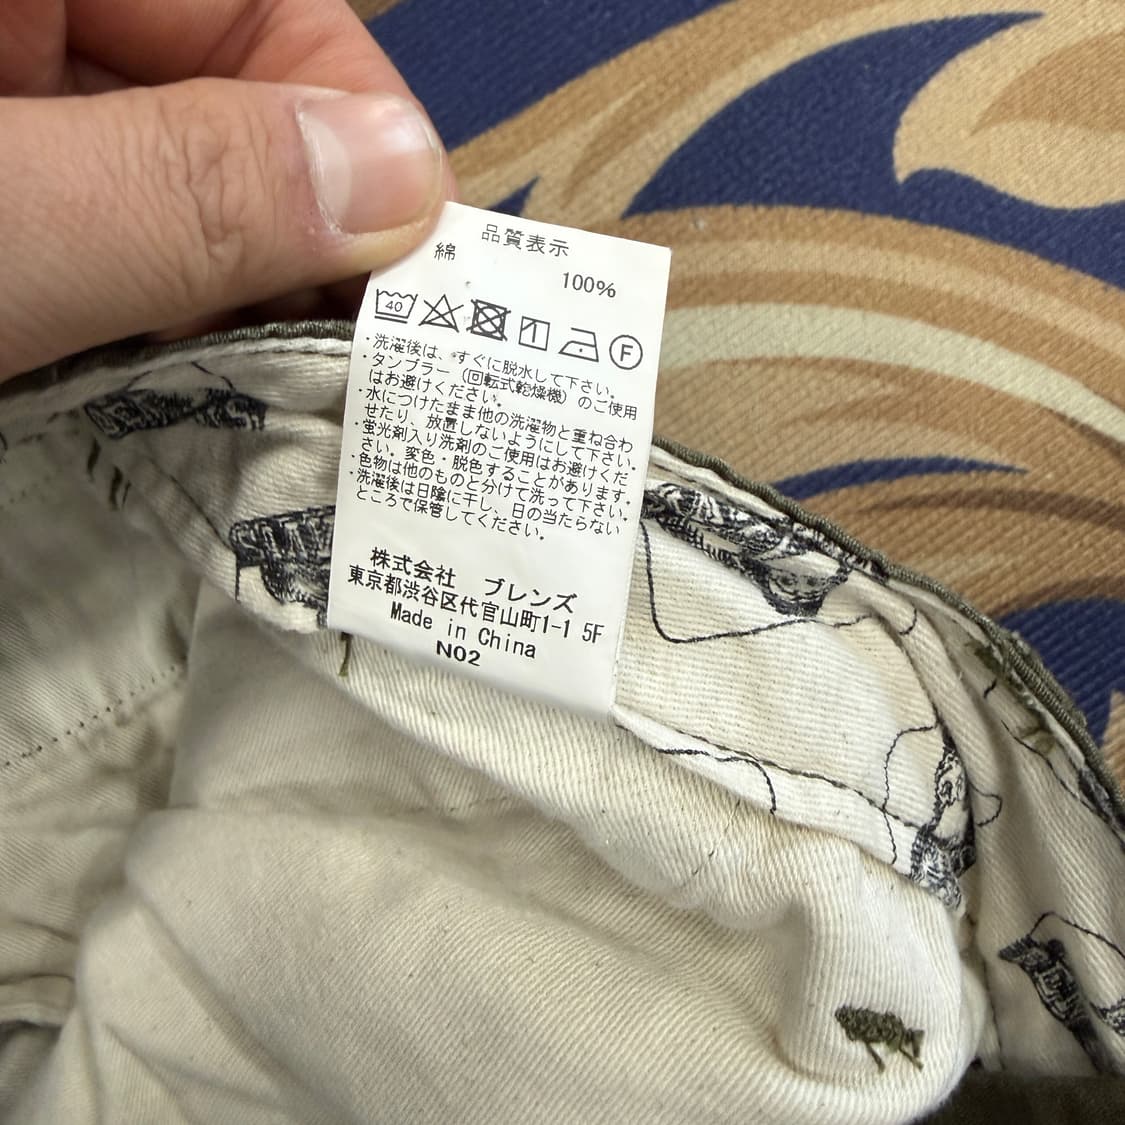 品質表示
綿 100%
40 F
・洗濯後は、すぐに脱水して下さい。
・タンブラー（回転式乾燥機）のご使用
はお避けください。
・水につけたまま他の洗濯物と重ね合わ
せたり、放置しないようにして下さい。
・蛍光剤入り洗剤のご使用はお避けくだ
さい。変色・脱色することがあります。
・色物は他のものと分けて洗って下さい。
・洗濯後は日陰に干し、日の当たらない
ところで保管してください。
株式会社 ブレンズ
東京都渋谷区代官山町1-1 5F
Made in China
N02